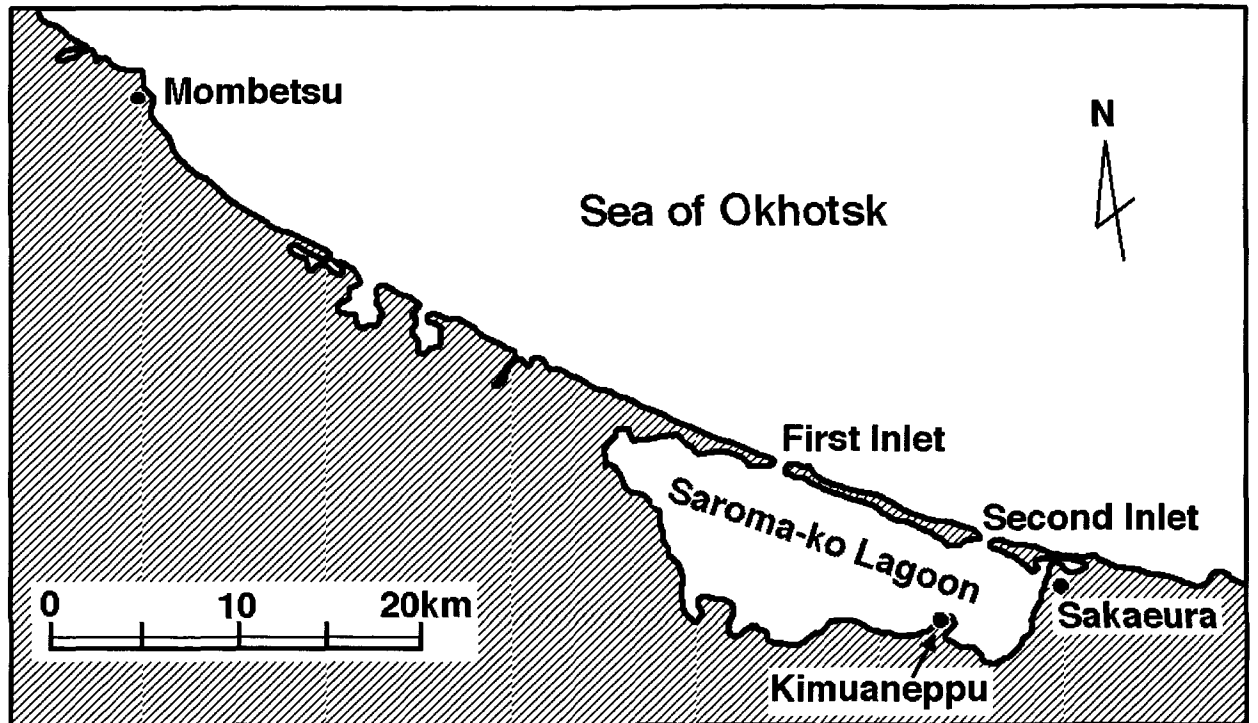 Mombetsu
N
Sea of Okhotsk
First Inlet
Saroma-ko Lagoon
Second Inlet
0 10 20km
Sakaeura
Kimuaneppu